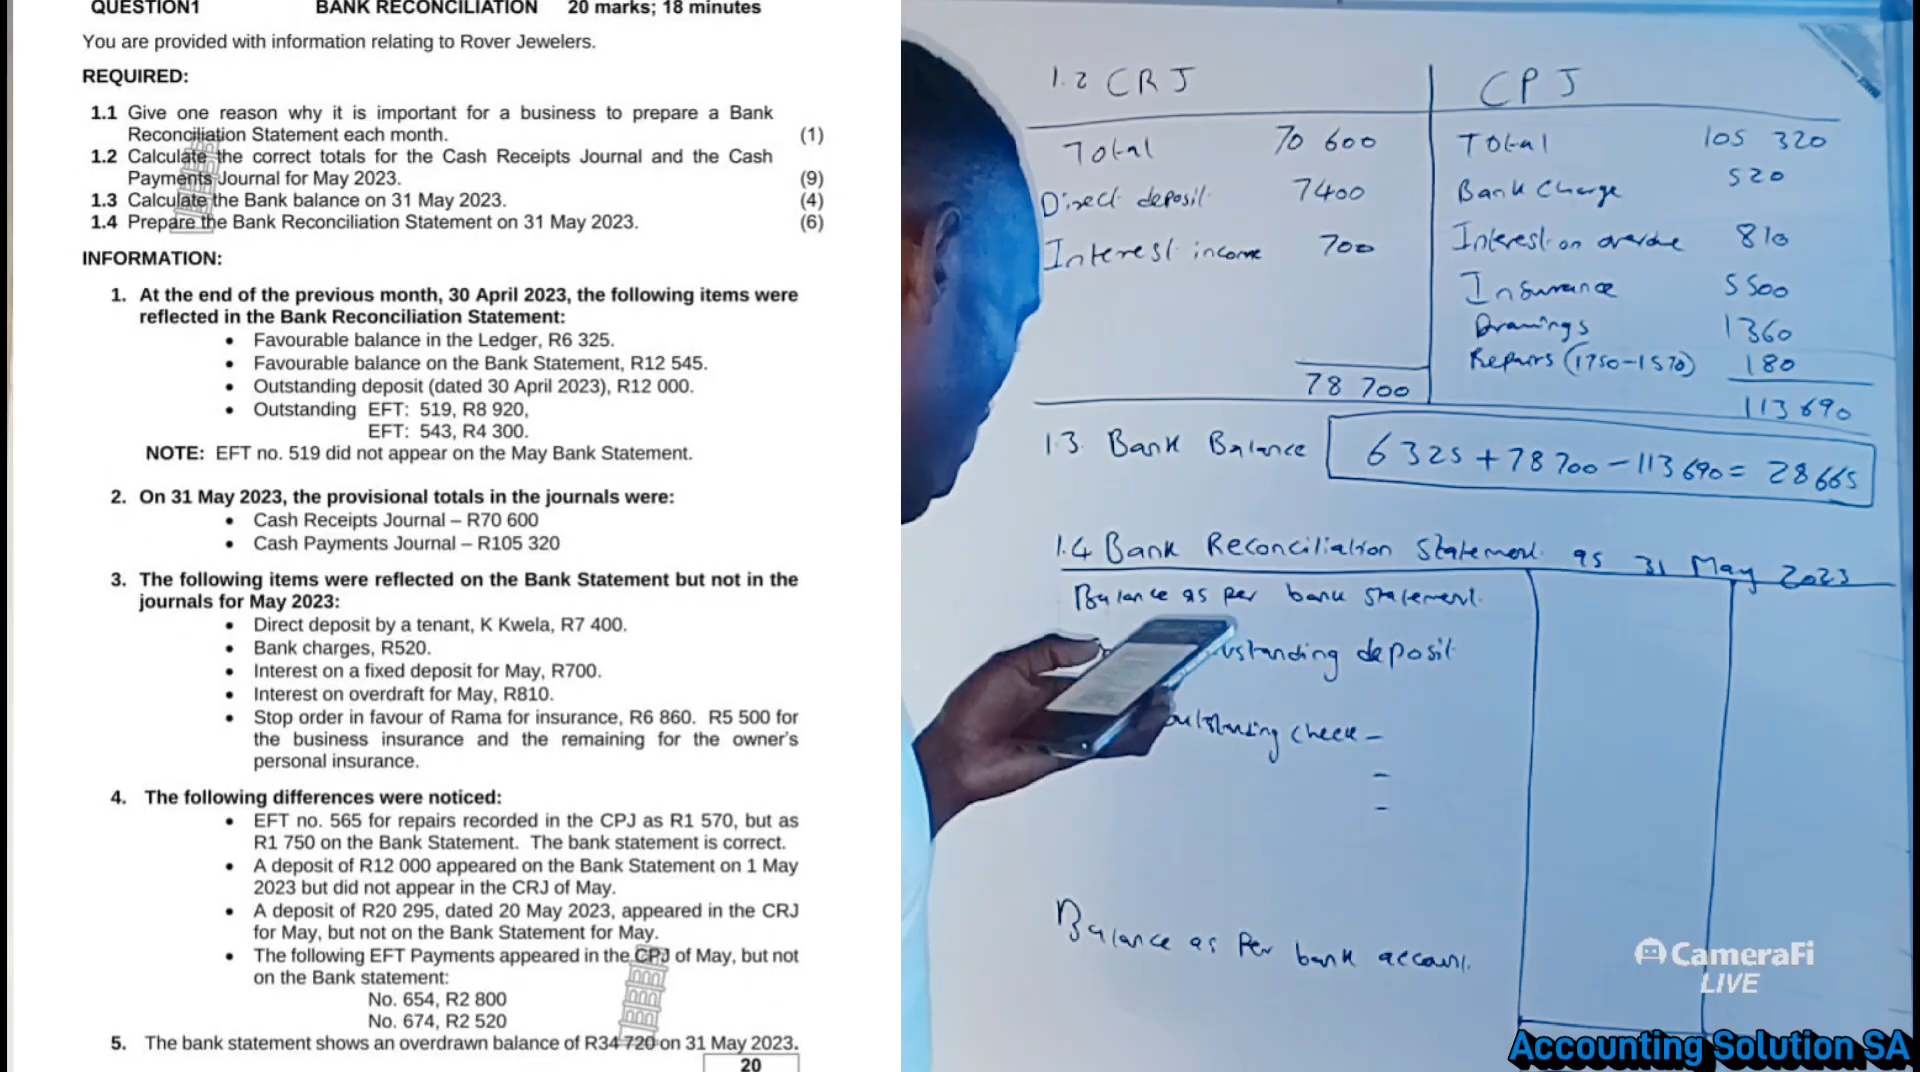 QUESTION1 BANK RECONCILIATION 20 marks; 18 minutes
You are provided with information relating to Rover Jewelers.
REQUIRED:
1.1 Give one reason why it is important for a business to prepare a Bank
Reconciliation Statement each month. (1)
1.2 Calculate the correct totals for the Cash Receipts Journal and the Cash
Payments Journal for May 2023. (9)
1.3 Calculate the Bank balance on 31 May 2023. (4)
1.4 Prepare the Bank Reconciliation Statement on 31 May 2023. (6)
INFORMATION:
1. At the end of the previous month, 30 April 2023, the following items were
reflected in the Bank Reconciliation Statement:
• Favourable balance in the Ledger, R6 325.
• Favourable balance on the Bank Statement, R12 545.
• Outstanding deposit (dated 30 April 2023), R12 000.
• Outstanding EFT: 519, R8 920,
EFT: 543, R4 300.
NOTE: EFT no. 519 did not appear on the May Bank Statement.
2. On 31 May 2023, the provisional totals in the journals were:
• Cash Receipts Journal – R70 600
• Cash Payments Journal – R105 320
3. The following items were reflected on the Bank Statement but not in the
journals for May 2023:
• Direct deposit by a tenant, K Kwela, R7 400.
• Bank charges, R520.
• Interest on a fixed deposit for May, R700.
• Interest on overdraft for May, R810.
• Stop order in favour of Rama for insurance, R6 860. R5 500 for
the business insurance and the remaining for the owner's
personal insurance.
4. The following differences were noticed:
• EFT no. 565 for repairs recorded in the CPJ as R1 570, but as
R1 750 on the Bank Statement. The bank statement is correct.
• A deposit of R12 000 appeared on the Bank Statement on 1 May
2023 but did not appear in the CRJ of May.
• A deposit of R20 295, dated 20 May 2023, appeared in the CRJ
for May, but not on the Bank Statement for May.
• The following EFT Payments appeared in the CPJ of May, but not
on the Bank statement:
No. 654, R2 800
No. 674, R2 520
5. The bank statement shows an overdrawn balance of R34 720 on 31 May 2023.
20
1.2 CRJ CPJ
Total 70 600 Total 105 320
Direct deposit 7400 Bank Charge 520
Interest income 700 Interest on overdue 810
Insurance 5500
Drawings 1360
Repairs (1750-1570) 180
78 700 113 690
1.3. Bank Balance 6325 + 78 700 - 113 690 = 28 665
1.4 Bank Reconciliation Statement as 31 May 2023
Balance as per bank statement
deposit
check -
-
-
Balance as Per bank account.
CameraFi
LIVE
Accounting Solution SA